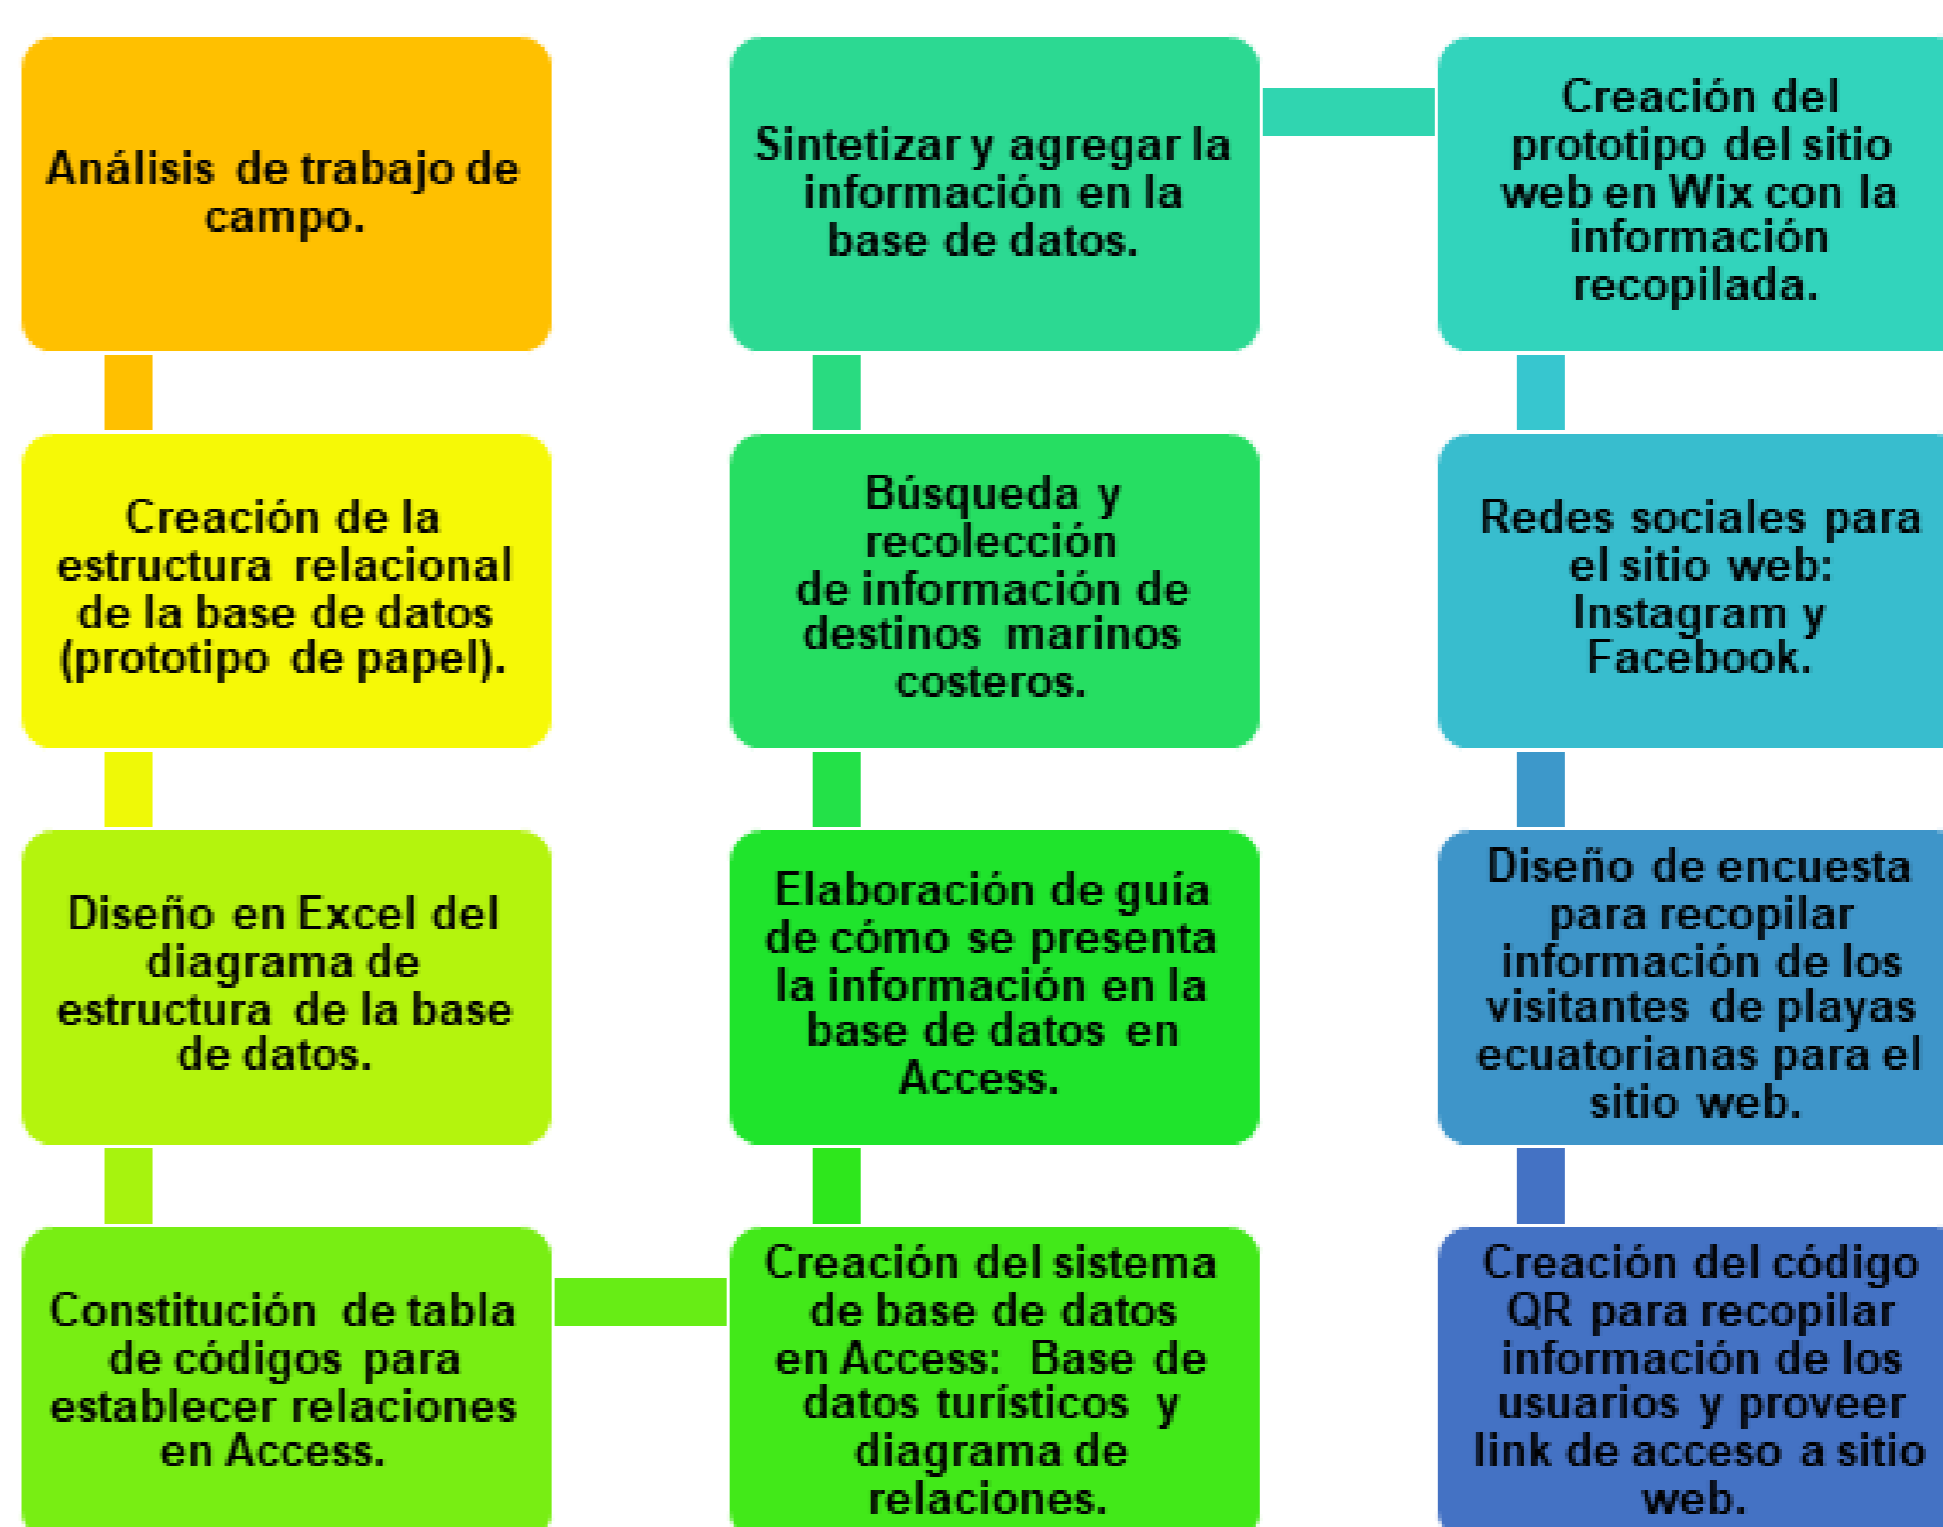 Análisis de trabajo de
campo.
Creación de la
estructura relacional
de la base de datos
(prototipo de papel).
Diseño en Excel del
diagrama de
estructura de la base
de datos.
Constitución de tabla
de códigos para
establecer relaciones
en Access.
Creación del sistema
de base de datos
en Access: Base de
datos turísticos y
diagrama de
relaciones.
Elaboración de guía
de cómo se presenta
la información en la
base de datos en
Access.
Búsqueda y
recolección
de información de
destinos marinos
costeros.
Sintetizar y agregar la
información en la
base de datos.
Creación del
prototipo del sitio
web en Wix con la
información
recopilada.
Redes sociales para
el sitio web:
Instagram y
Facebook.
Diseño de encuesta
para recopilar
información de los
visitantes de playas
ecuatorianas para el
sitio web.
Creación del código
QR para recopilar
información de los
usuarios y proveer
link de acceso a sitio
web.